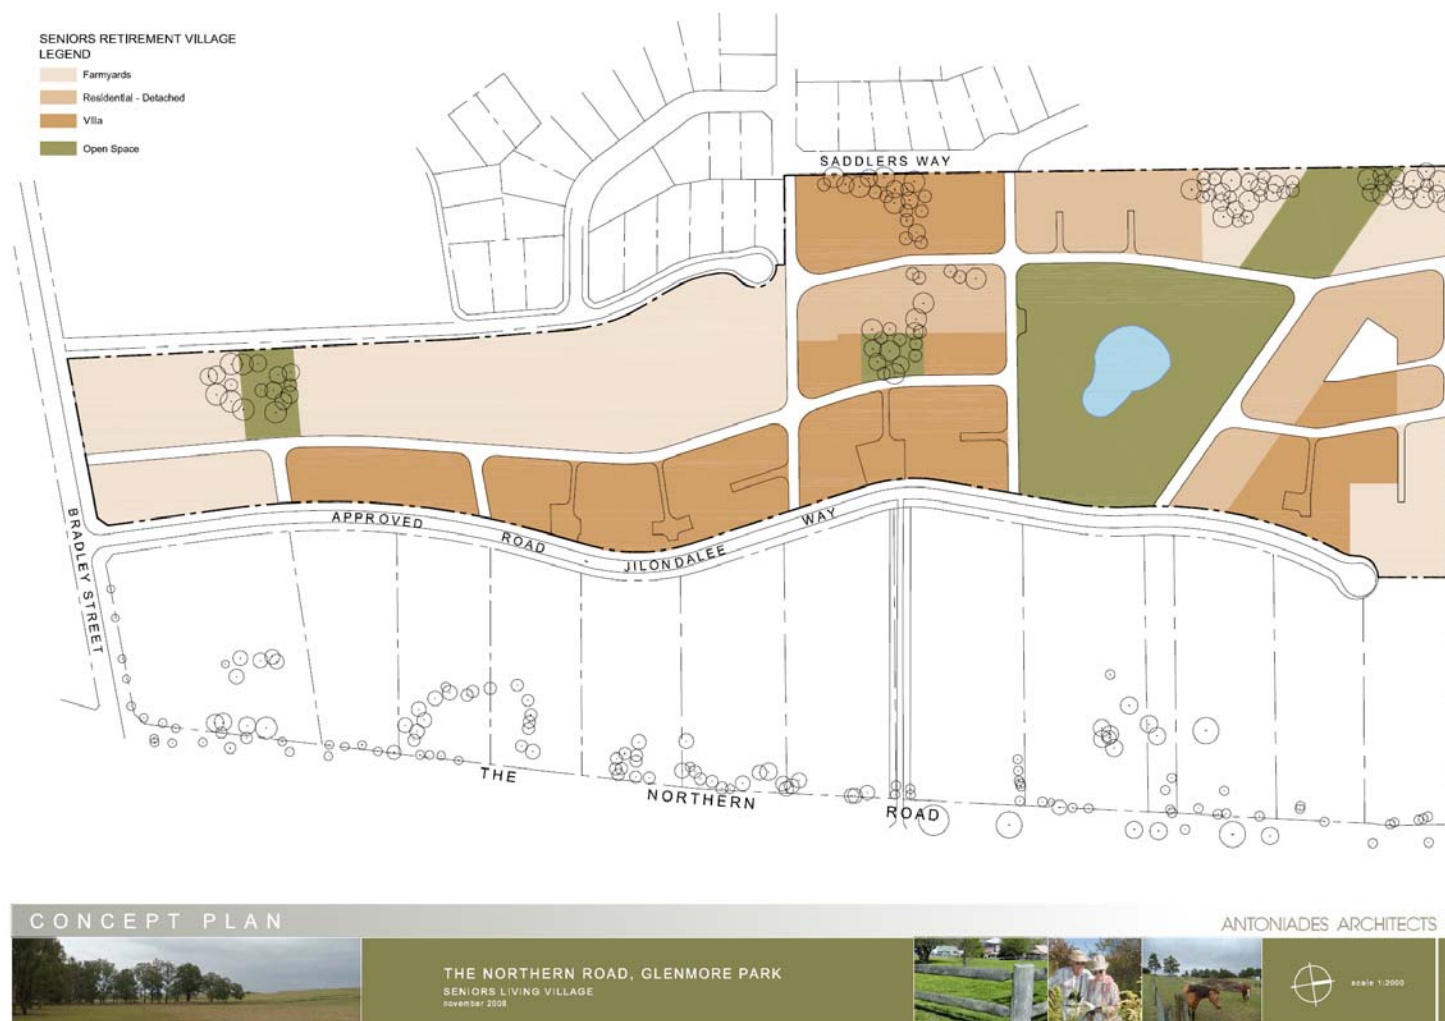 SENIORS RETIREMENT VILLAGE
LEGEND
Farmyards
Residential - Detached
Villa
Open Space
SADDLERS WAY
BRADLEY STREET
APPROVED ROAD JILONDALEE WAY
THE NORTHERN ROAD
CONCEPT PLAN
ANTONIADES ARCHITECTS
THE NORTHERN ROAD, GLENMORE PARK
SENIORS LIVING VILLAGE
november 2008
scale 1:2000